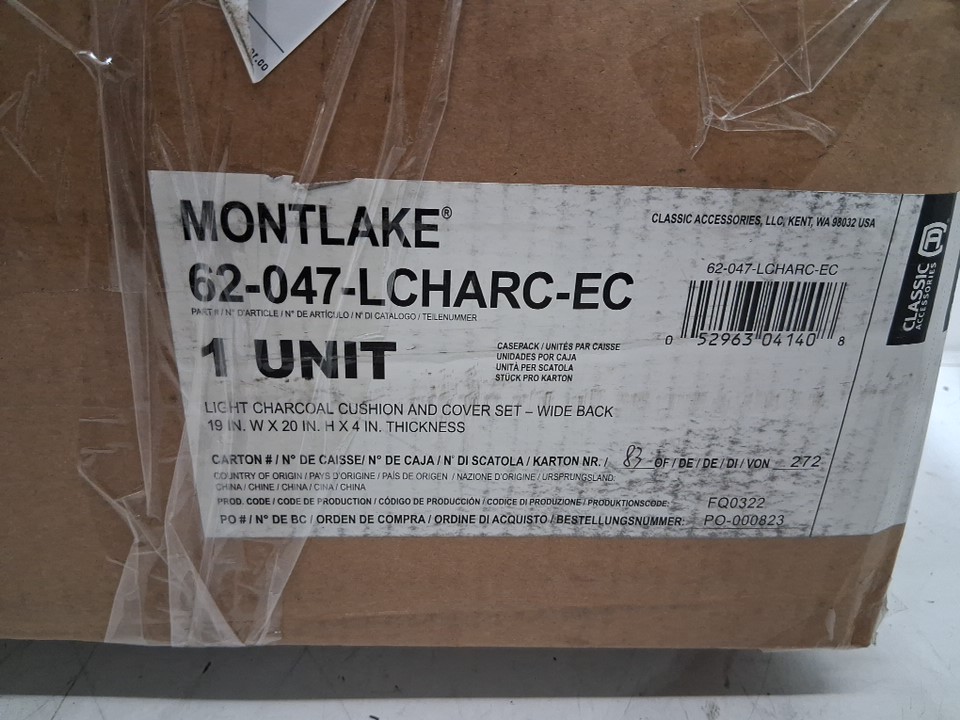 or.co
MONTLAKE®
CLASSIC ACCESSORIES, LLC, KENT, WA 98032 USA
62-047-LCHARC-EC
PART # / N° D'ARTICLE / N° DE ARTÍCULO / N° DI CATALOGO / TEILENUMMER
62-047-LCHARC-EC
0 52963 04140 8
CLASSIC
ACCESSORIES
1 UNIT
CASEPACK / UNITÉS PAR CAISSE
UNIDADES POR CAJA
UNITÀ PER SCATOLA
STÜCK PRO KARTON
LIGHT CHARCOAL CUSHION AND COVER SET – WIDE BACK
19 IN. W X 20 IN. H X 4 IN. THICKNESS
CARTON # / N° DE CAISSE/ N° DE CAJA / N° DI SCATOLA / KARTON NR. / 83 OF / DE / DE / DI / VON 272
COUNTRY OF ORIGIN / PAYS D'ORIGINE / PAÍS DE ORIGEN / NAZIONE D'ORIGINE / URSPRUNGSLAND:
CHINA / CHINE / CHINA / CINA / CHINA
PROD. CODE / CODE DE PRODUCTION / CÓDIGO DE PRODUCCIÓN / CODICE DI PRODUZIONE / PRODUKTIONSCODE: FQ0322
PO # / N° DE BC / ORDEN DE COMPRA / ORDINE DI ACQUISTO / BESTELLUNGSNUMMER: PO-000823